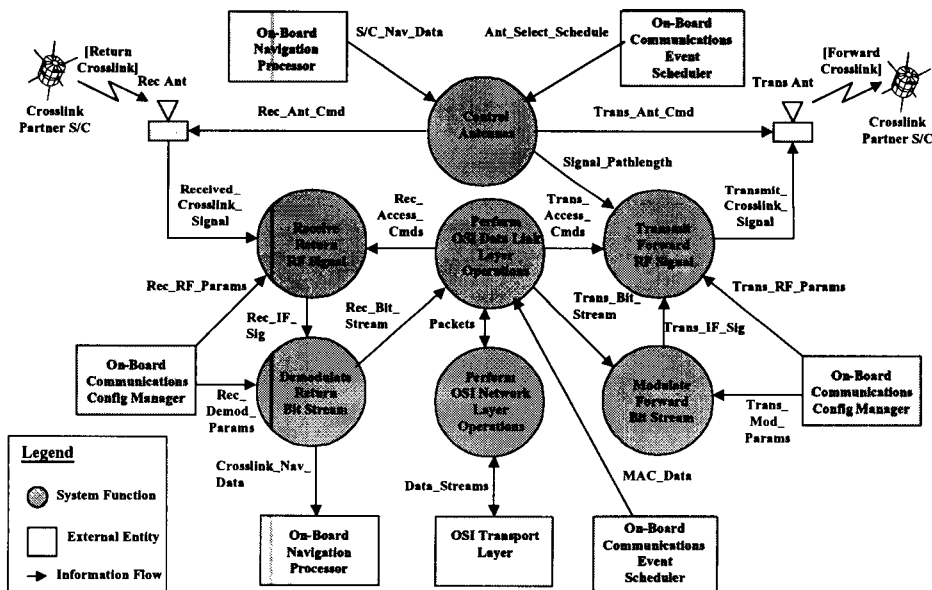 On-Board
Navigation
Processor
S/C_Nav_Data
Ant_Select_Schedule
On-Board
Communications
Event
Scheduler
[Return
Crosslink]
Rec Ant
Crosslink
Partner S/C
[Forward
Crosslink]
Trans Ant
Crosslink
Partner S/C
Rec_Ant_Cmd
Control
Antennas
Trans_Ant_Cmd
Signal_Pathlength
Received_
Crosslink_
Signal
Rec_
Access_
Cmds
Trans_
Access_
Cmds
Transmit_
Crosslink_
Signal
Receive
Return
RF Signal
Perform
OSI Data Link
Layer
Operations
Transmit
Forward
RF Signal
Rec_RF_Params
Rec_IF_
Sig
Rec_Bit_
Stream
Packets
Trans_Bit_
Stream
Trans_IF_Sig
Trans_RF_Params
On-Board
Communications
Config Manager
Rec_
Demod_
Params
Demodulate
Return
Bit Stream
Perform
OSI Network
Layer
Operations
Modulate
Forward
Bit Stream
Trans_
Mod_
Params
On-Board
Communications
Config Manager
Crosslink_Nav_
Data
Data_Streams
MAC_Data
On-Board
Navigation
Processor
OSI Transport
Layer
On-Board
Communications
Event
Scheduler
Legend
System Function
External Entity
Information Flow